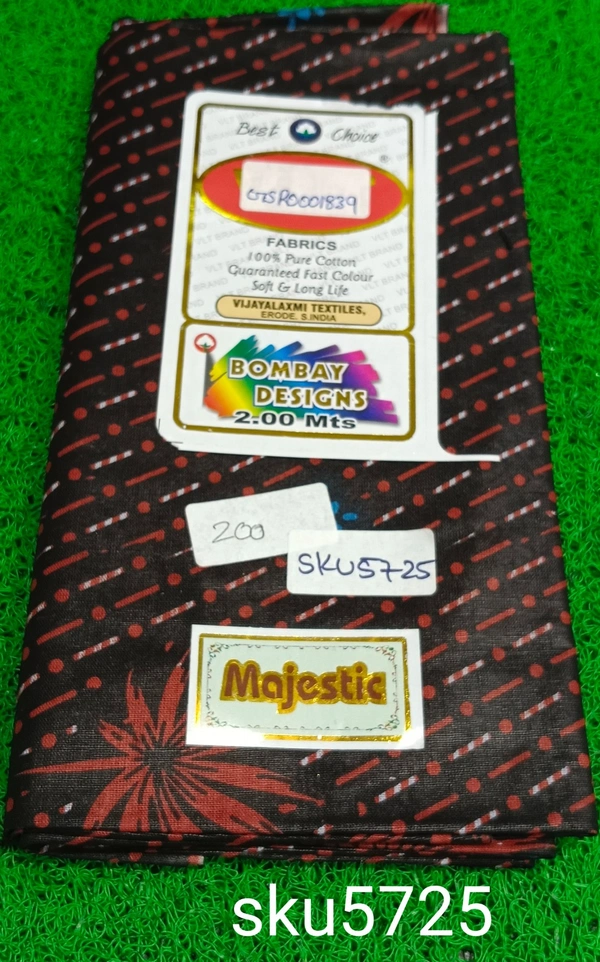 Best Choice
GSR0001839
FABRICS
100% Pure Cotton
Guaranteed Fast Colour
Soft & Long Life
VIJAYALAXMI TEXTILES,
ERODE. S.INDIA
BOMBAY
DESIGNS
2.00 Mts
200
SKU5725
Majestic
sku5725